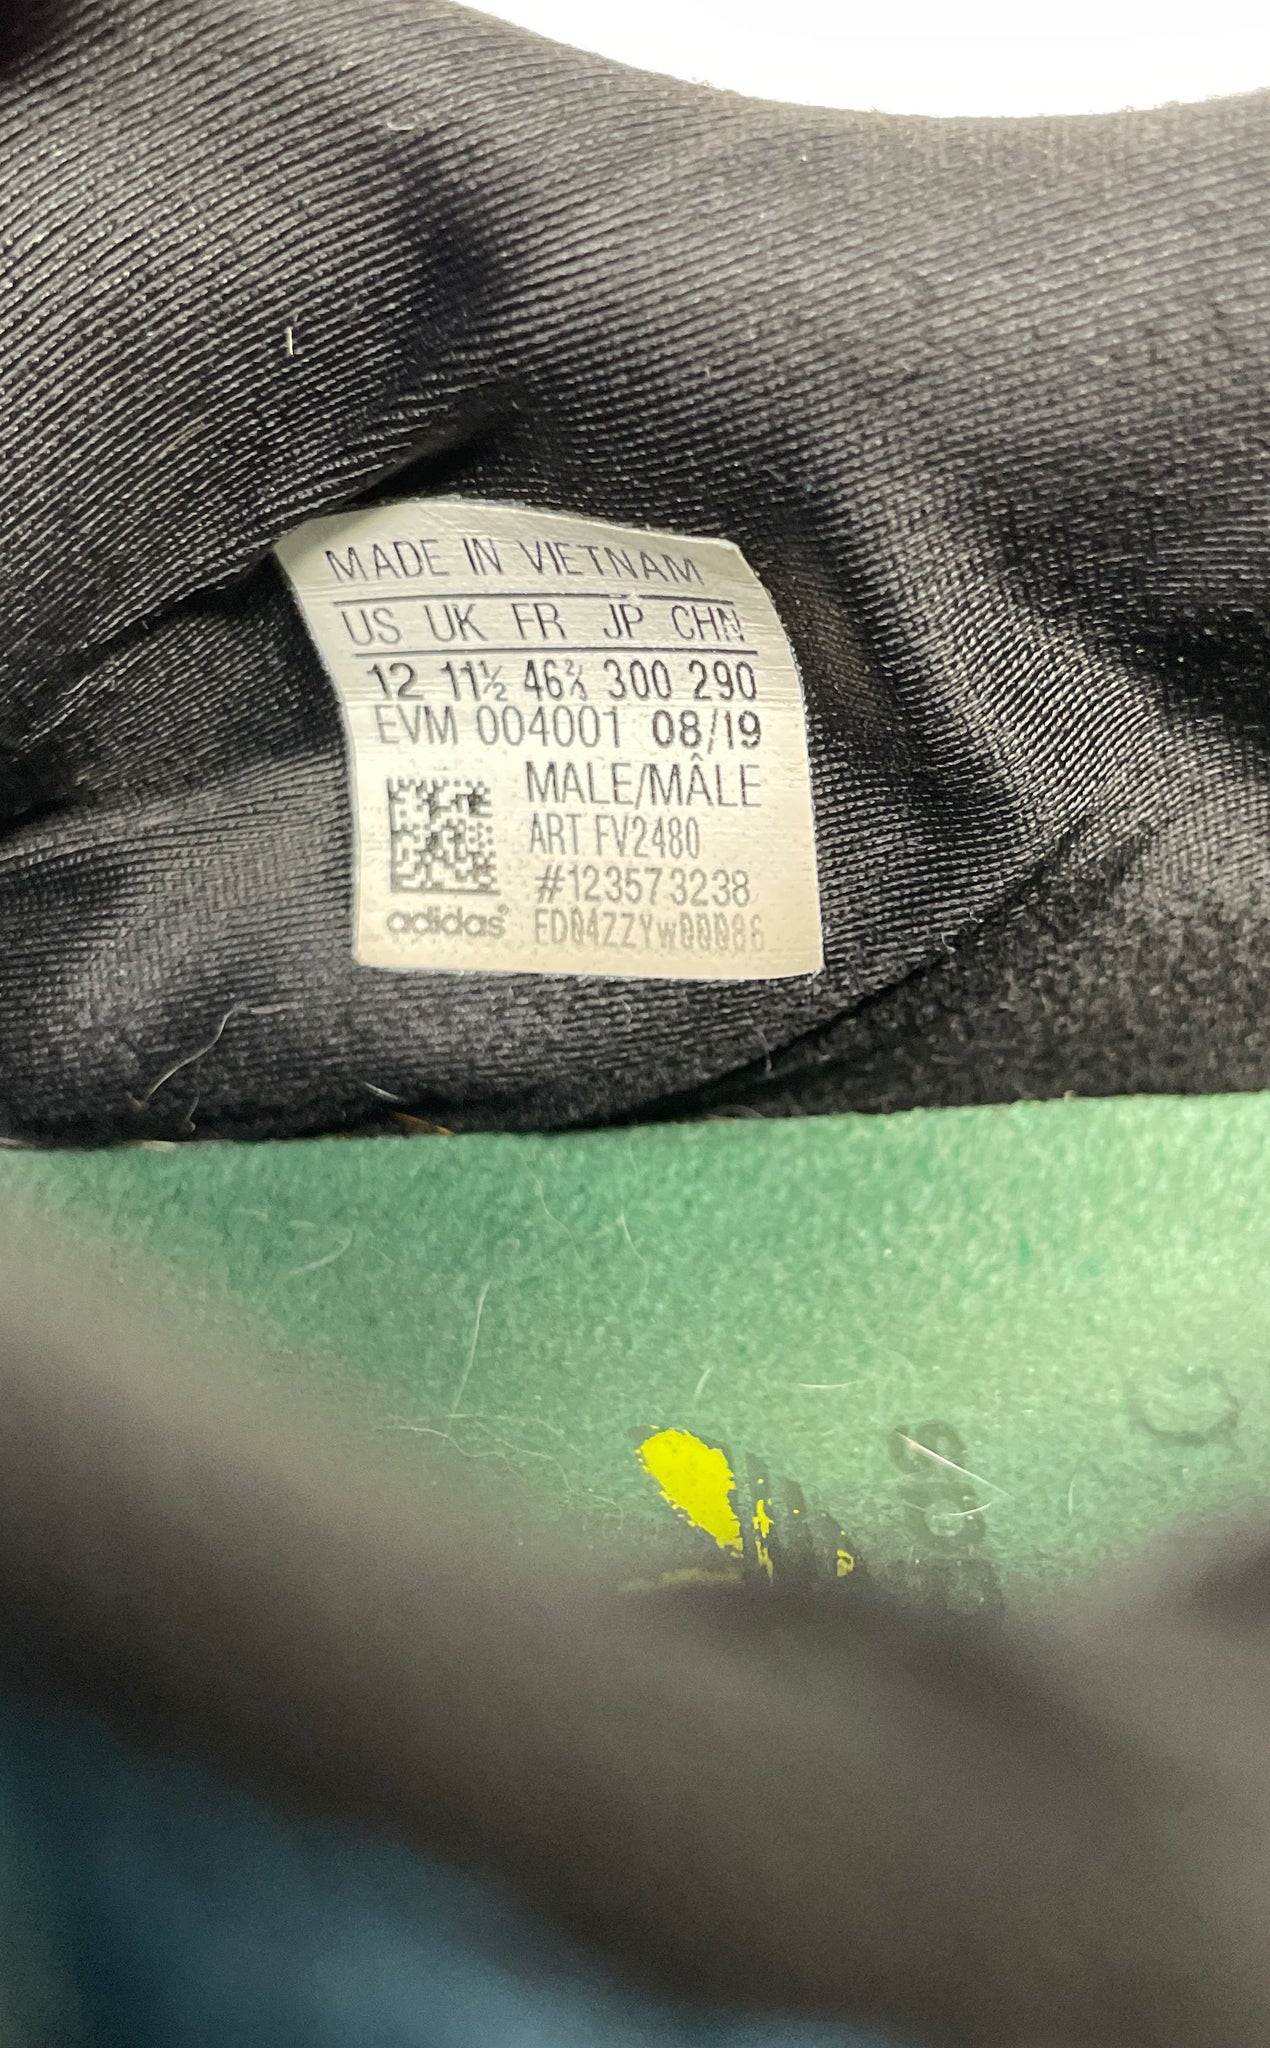 MADE IN VIETNAM
US UK FR JP CHN
12 11½ 46⅔ 300 290
EVM 004001 08/19
MALE/MÂLE
ART FV2480
#123573238
adidas® ED04ZZYw00086